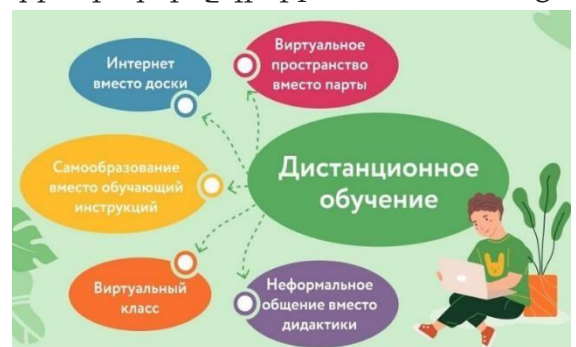 Интернет
вместо доски
Виртуальное
пространство
вместо парты
Самообразование
вместо обучающий
инструкций
Дистанционное
обучение
Виртуальный
класс
Неформальное
общение вместо
дидактики